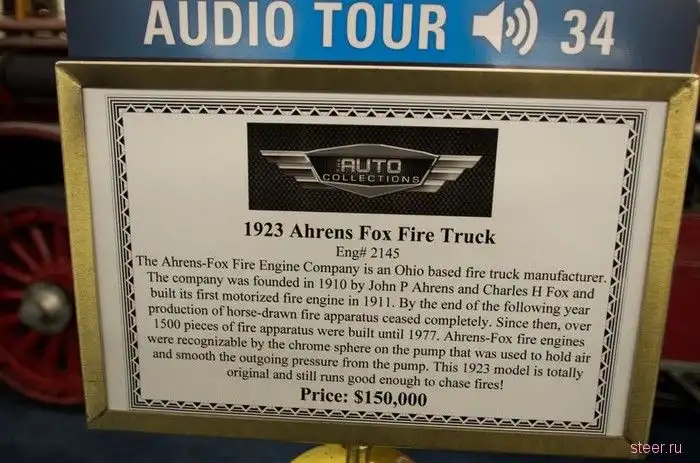 AUDIO TOUR 34
THE AUTO
COLLECTIONS
1923 Ahrens Fox Fire Truck
Eng# 2145
The Ahrens-Fox Fire Engine Company is an Ohio based fire truck manufacturer.
The company was founded in 1910 by John P Ahrens and Charles H Fox and
built its first motorized fire engine in 1911. By the end of the following year
production of horse-drawn fire apparatus ceased completely. Since then, over
1500 pieces of fire apparatus were built until 1977. Ahrens-Fox fire engines
were recognizable by the chrome sphere on the pump that was used to hold air
and smooth the outgoing pressure from the pump. This 1923 model is totally
original and still runs good enough to chase fires!
Price: $150,000
steer.ru